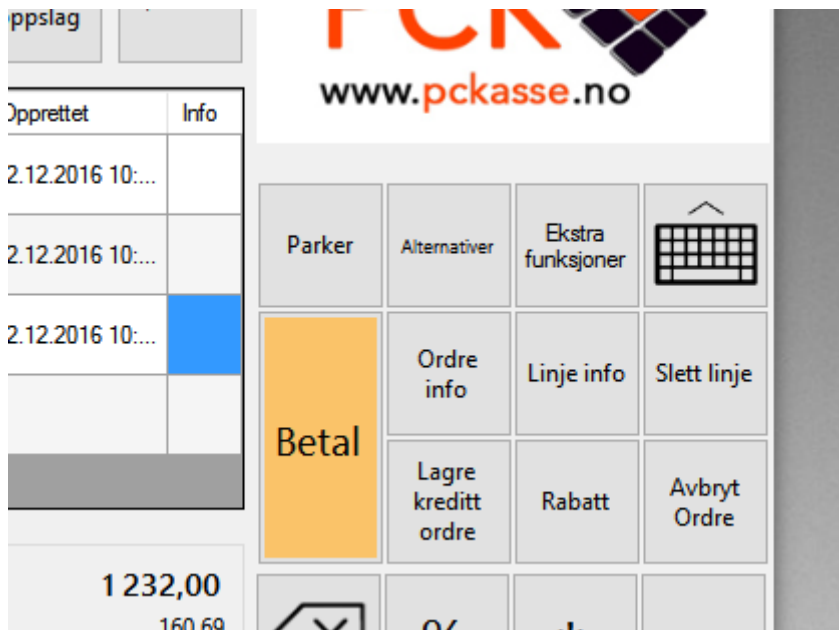 ppslag
PCK
www.pckasse.no
Opprettet Info
2.12.2016 10:...
2.12.2016 10:...
2.12.2016 10:...
Parker
Alternativer
Ekstra
funksjoner
Betal
Ordre
info
Linje info
Slett linje
Lagre
kreditt
ordre
Rabatt
Avbryt
Ordre
1 232,00
160,69
%